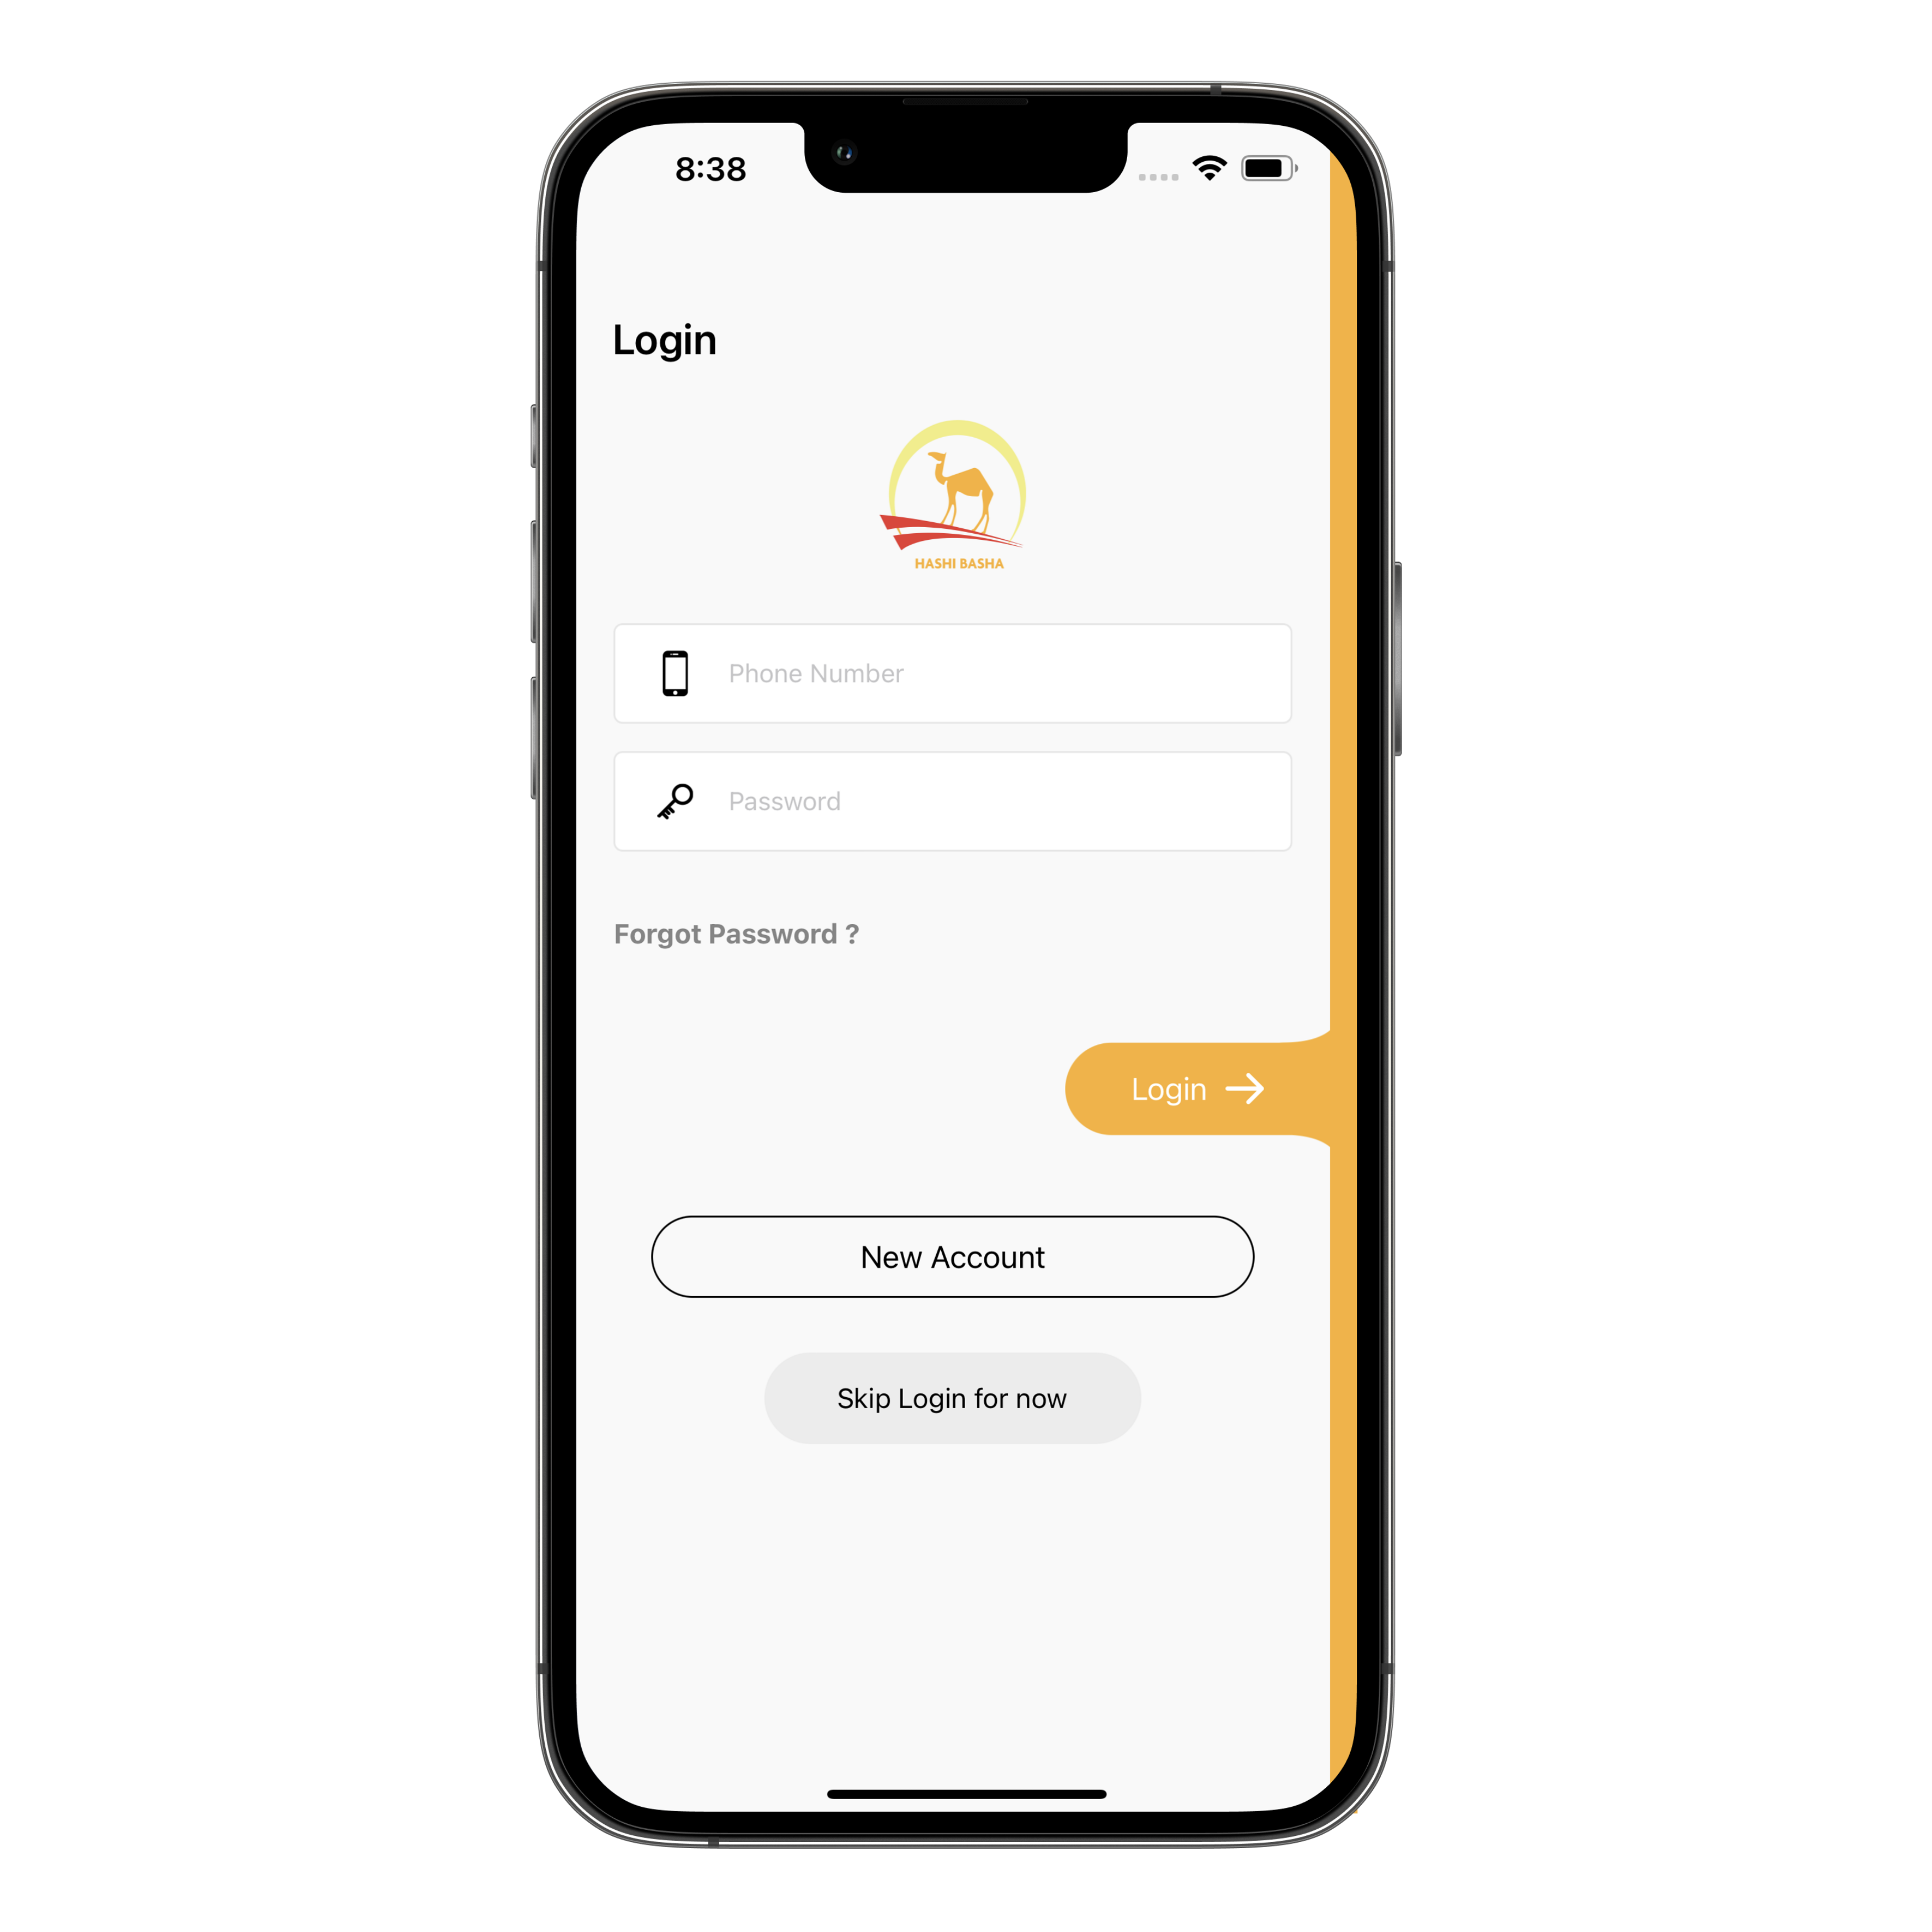 8:38
Login
HASHI BASHA
Phone Number
Password
Forgot Password ?
Login
New Account
Skip Login for now